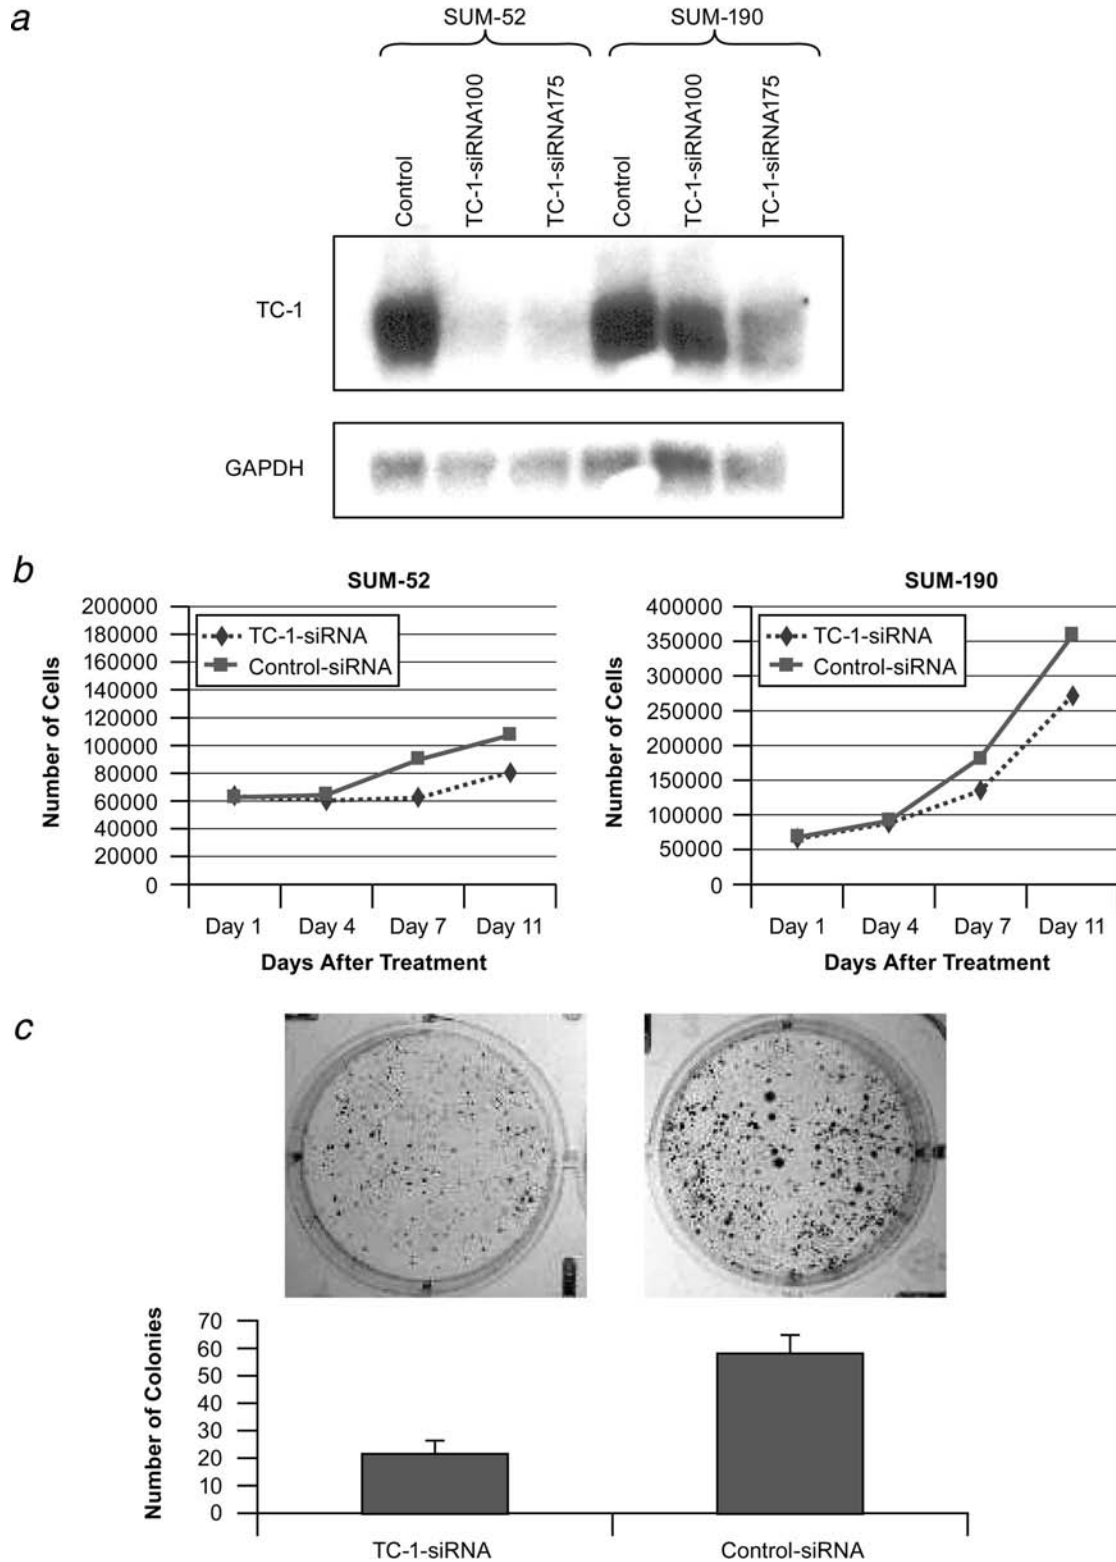 a
SUM-52 SUM-190
Control TC-1-siRNA100 TC-1-siRNA175 Control TC-1-siRNA100 TC-1-siRNA175
TC-1
GAPDH
b
SUM-52
Number of Cells
200000
180000
160000
140000
120000
100000
80000
60000
40000
20000
0
TC-1-siRNA
Control-siRNA
Day 1 Day 4 Day 7 Day 11
Days After Treatment
SUM-190
Number of Cells
400000
350000
300000
250000
200000
150000
100000
50000
0
TC-1-siRNA
Control-siRNA
Day 1 Day 4 Day 7 Day 11
Days After Treatment
c
Number of Colonies
70
60
50
40
30
20
10
0
TC-1-siRNA Control-siRNA